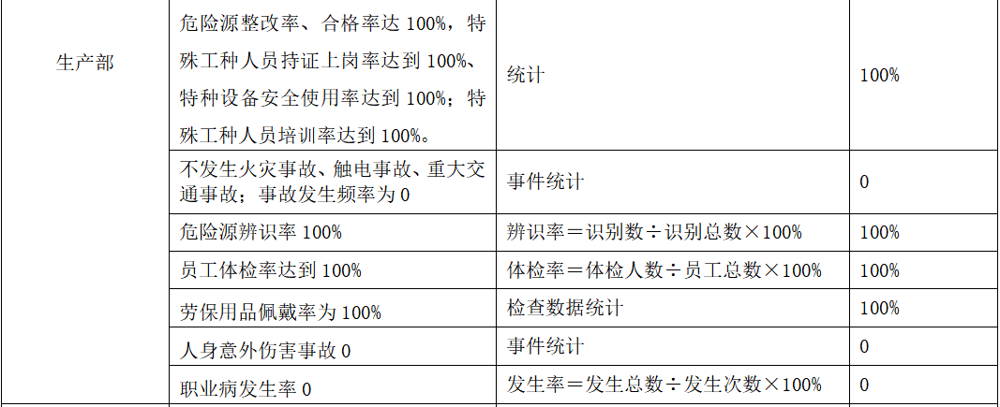 生产部
危险源整改率、合格率达 100%，特
殊工种人员持证上岗率达到 100%、
特种设备安全使用率达到 100%；特
殊工种人员培训率达到 100%。
统计
100%
不发生火灾事故、触电事故、重大交
通事故；事故发生频率为 0
事件统计
0
危险源辨识率 100%
辨识率＝识别数÷识别总数×100%
100%
员工体检率达到 100%
体检率＝体检人数÷员工总数×100%
100%
劳保用品佩戴率为 100%
检查数据统计
100%
人身意外伤害事故 0
事件统计
0
职业病发生率 0
发生率＝发生总数÷发生次数×100%
0